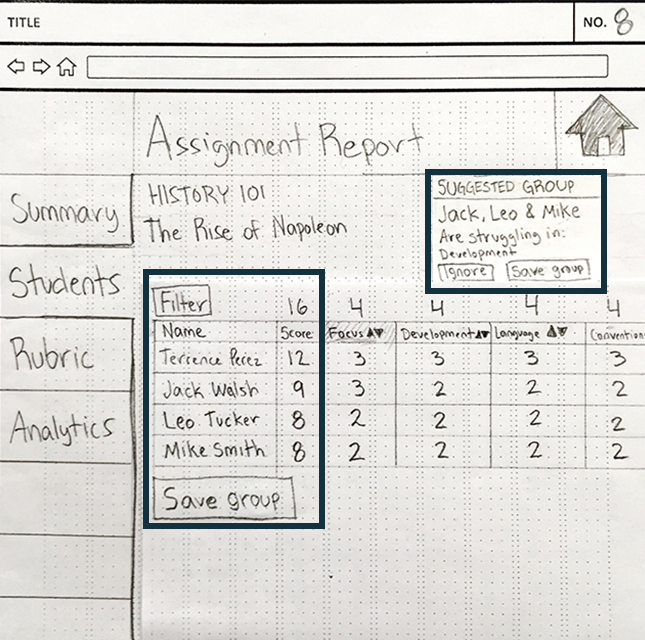 TITLE
NO. 8
Assignment Report
Summary
Students
Rubric
Analytics
HISTORY 101
The Rise of Napoleon
SUGGESTED GROUP
Jack, Leo & Mike
Are struggling in:
Development
Ignore Save group
Filter 16 4 4 4 4
Name Score Focus ▲▼ Development ▲▼ Language ▲▼ Convention
Terrence Perez 12 3 3 3 3
Jack Walsh 9 3 2 2 2
Leo Tucker 8 2 2 2 2
Mike Smith 8 2 2 2 2
Save group